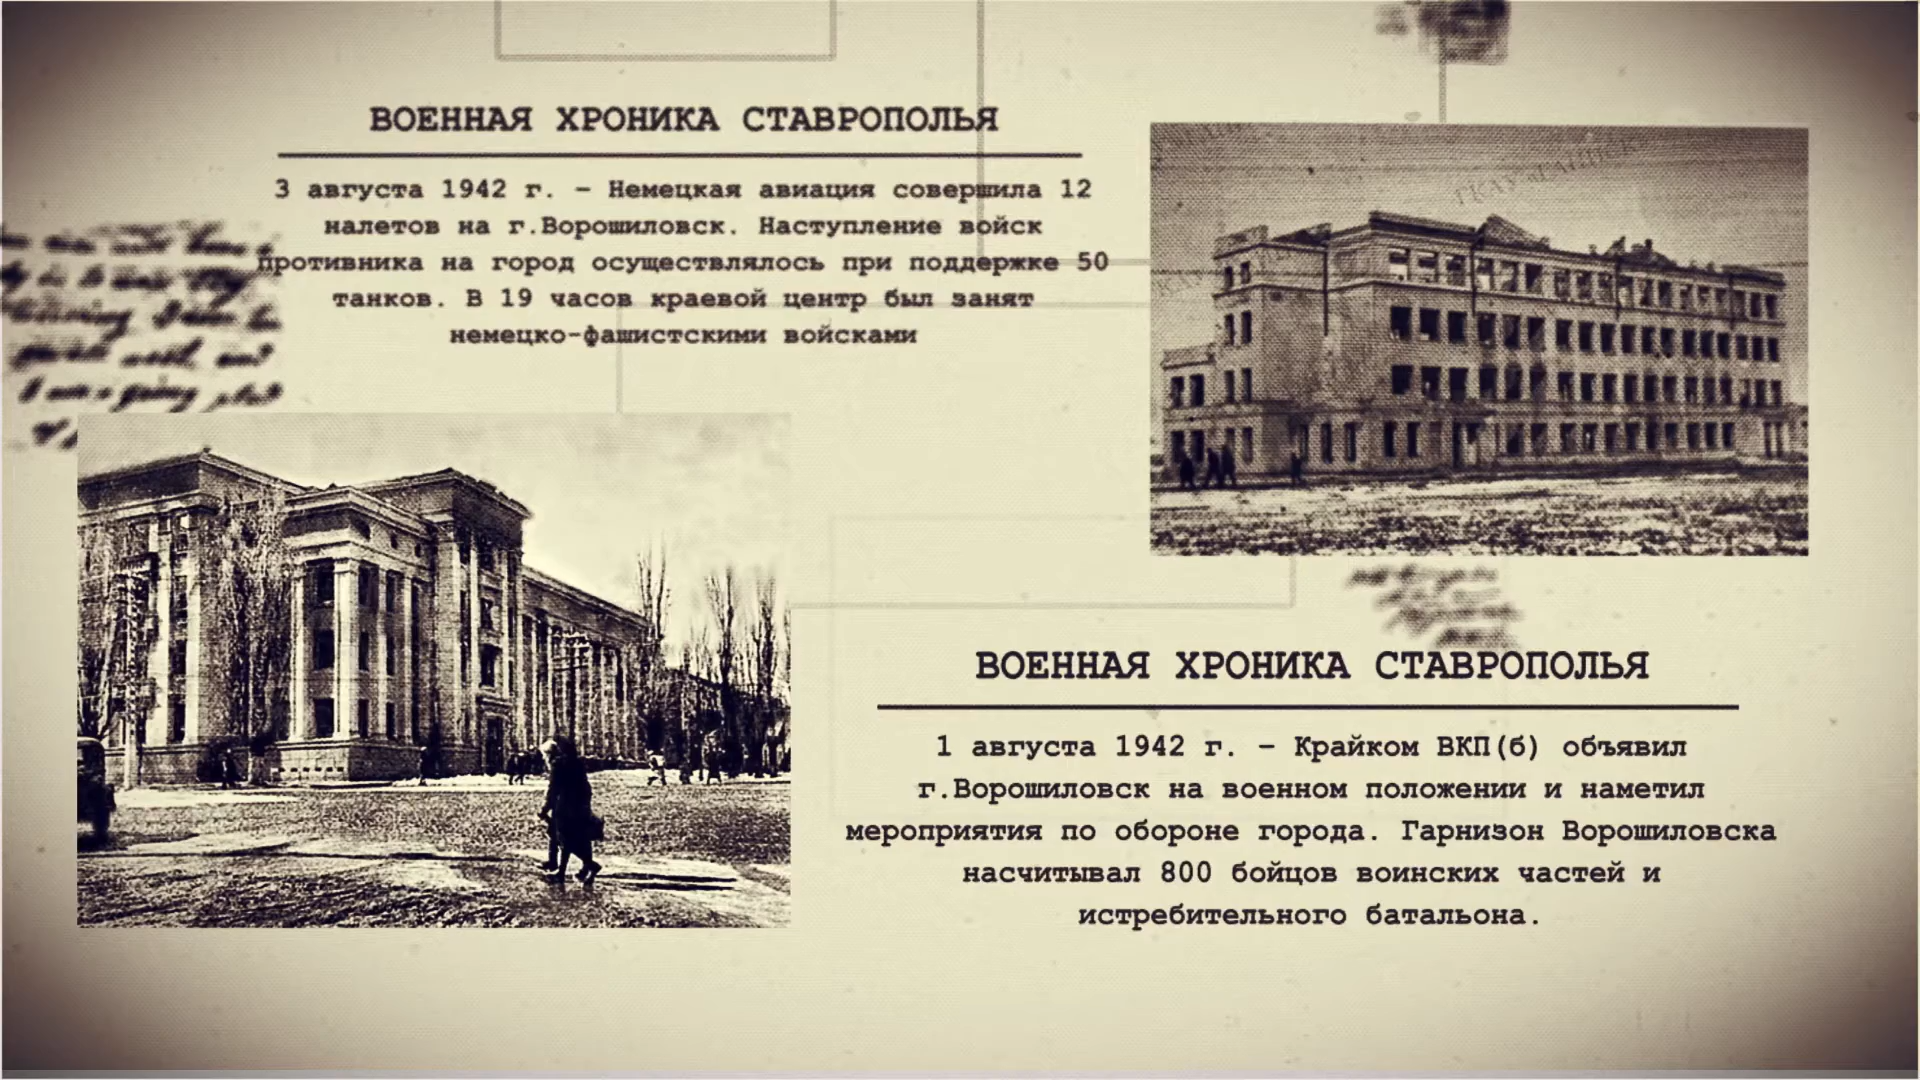 ВОЕННАЯ ХРОНИКА СТАВРОПОЛЬЯ
3 августа 1942 г. – Немецкая авиация совершила 12
налетов на г.Ворошиловск. Наступление войск
противника на город осуществлялось при поддержке 50
танков. В 19 часов краевой центр был занят
немецко-фашистскими войсками
ВОЕННАЯ ХРОНИКА СТАВРОПОЛЬЯ
1 августа 1942 г. – Крайком ВКП(б) объявил
г.Ворошиловск на военном положении и наметил
мероприятия по обороне города. Гарнизон Ворошиловска
насчитывал 800 бойцов воинских частей и
истребительного батальона.